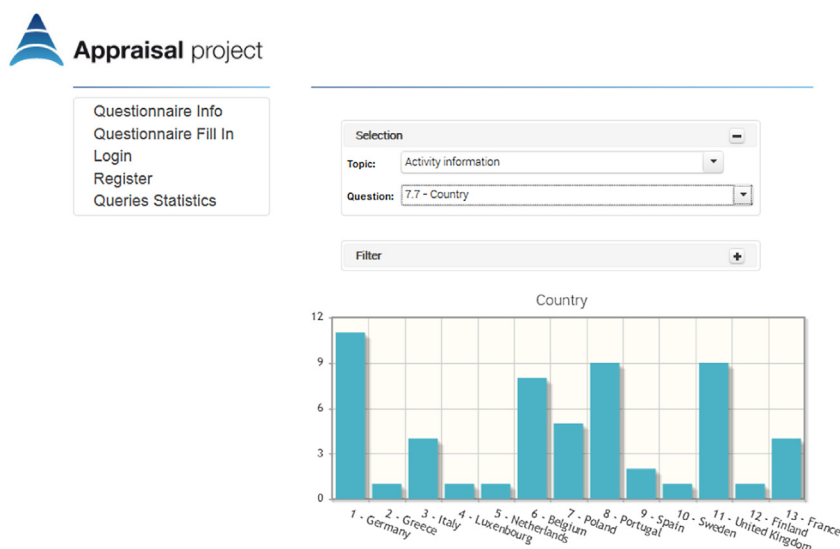 Appraisal project
Questionnaire Info
Questionnaire Fill In
Login
Register
Queries Statistics
Selection
Topic: Activity information
Question: 7.7 - Country
Filter
Country
12
9
6
3
0
1 - Germany
2 - Greece
3 - Italy
4 - Luxenbourg
5 - Netherlands
6 - Belgium
7 - Poland
8 - Portugal
9 - Spain
10 - Sweden
11 - United Kingdom
12 - Finland
13 - France